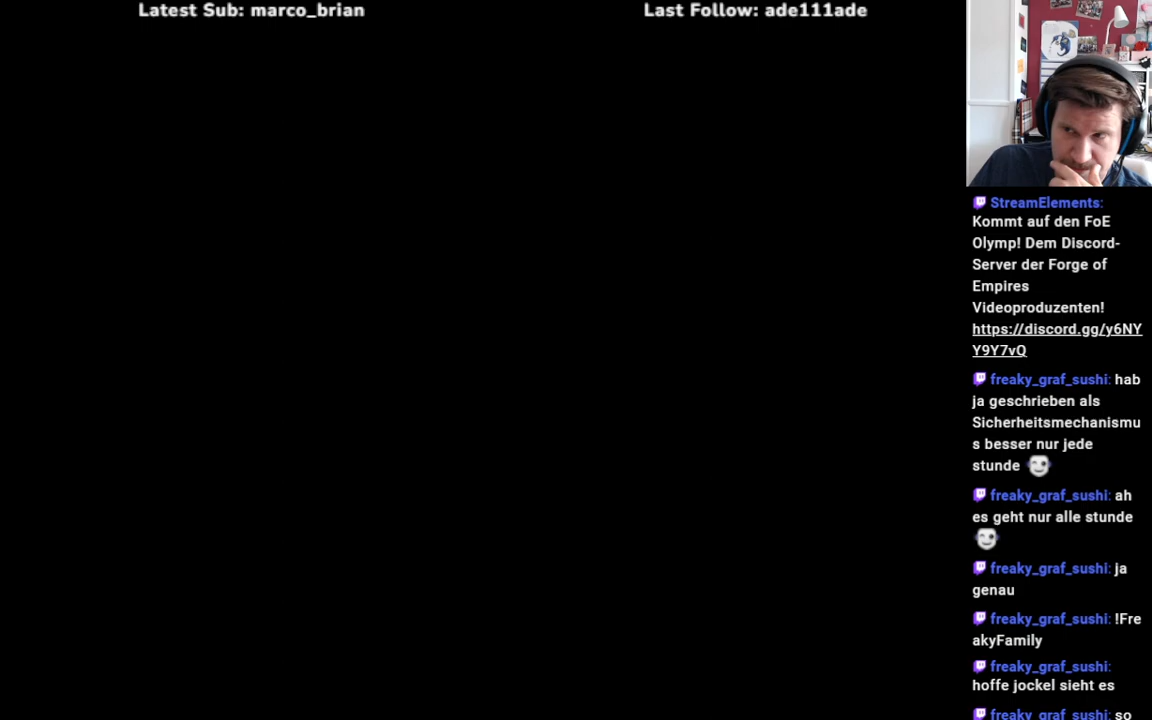 Latest Sub: marco_brian
Last Follow: ade111ade
StreamElements:
Kommt auf den FoE
Olymp! Dem Discord-
Server der Forge of
Empires
Videoproduzenten!
https://discord.gg/y6NY
Y9Y7vQ
freaky_graf_sushi: hab
ja geschrieben als
Sicherheitsmechanismu
s besser nur jede
stunde
freaky_graf_sushi: ah
es geht nur alle stunde
freaky_graf_sushi: ja
genau
freaky_graf_sushi: !Fre
akyFamily
freaky_graf_sushi:
hoffe jockel sieht es
freaky_graf_sushi: so